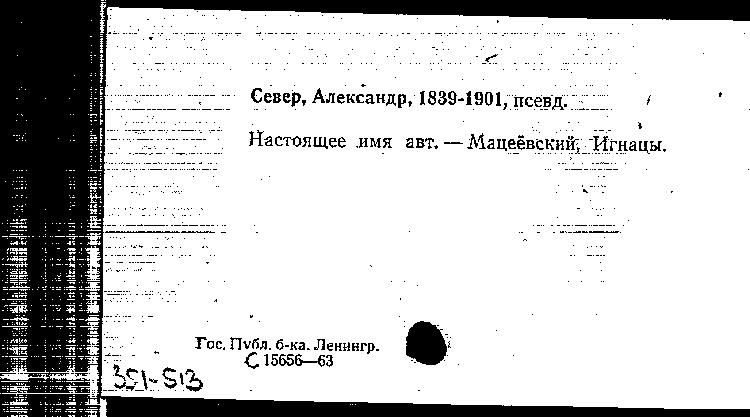 Север, Александр, 1839-1901, псевд.
Настоящее имя авт. — Мацеёвский, Игнацы.
Гос. Публ. б-ка. Ленингр.
С 15656—63
351-513